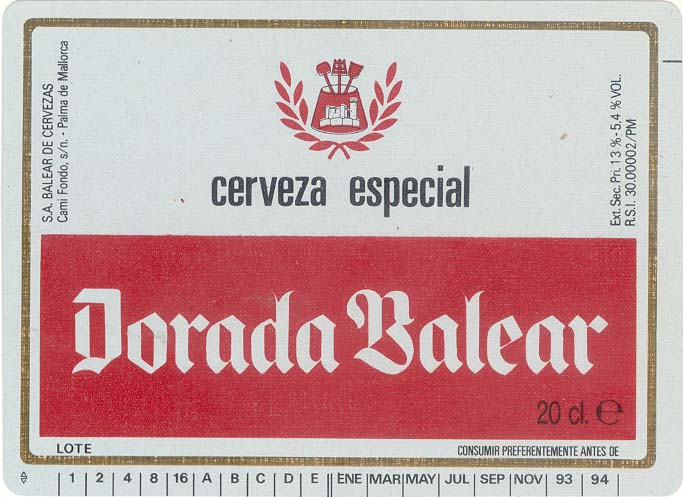 S.A. BALEAR DE CERVEZAS
Cami Fondo, s/n. - Palma de Mallorca
cerveza especial
Ext. Sec. Pri. 13 % - 5,4 % VOL.
R.S.I. 30.00002/PM
Dorada Balear
20 cl. ℮
LOTE
CONSUMIR PREFERENTEMENTE ANTES DE
1 2 4 8 16 A B C D E ENE MAR MAY JUL SEP NOV 93 94